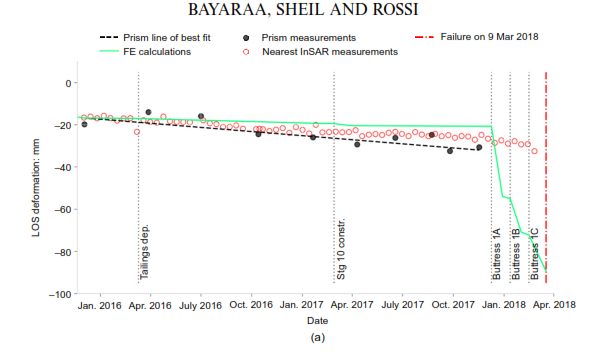 BAYARAA, SHEIL AND ROSSI
Prism line of best fit
Prism measurements
Failure on 9 Mar 2018
FE calculations
Nearest InSAR measurements
LOS deformation: mm
0
−20
−40
−60
−80
−100
Tailings dep.
Stg 10 constr.
Buttress 1A
Buttress 1B
Buttress 1C
Jan. 2016
Apr. 2016
July 2016
Oct. 2016
Jan. 2017
Apr. 2017
July 2017
Oct. 2017
Jan. 2018
Apr. 2018
Date
(a)